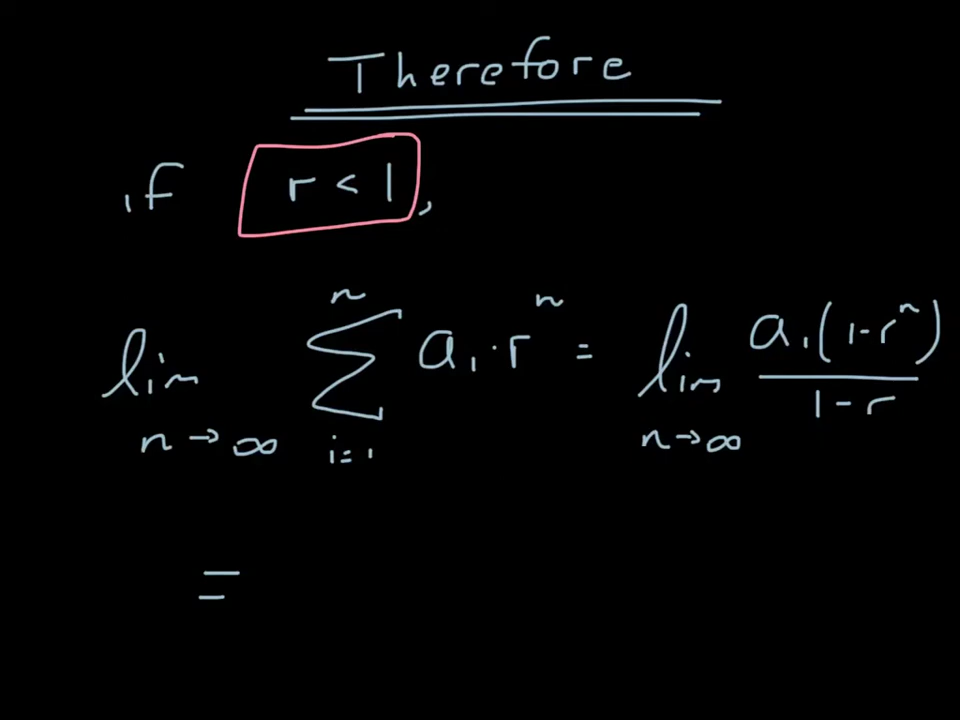 Therefore
if r < 1,
lim n→∞ n Σ i=1 a₁·rⁿ = lim n→∞ a₁(1-rⁿ) / 1-r
=